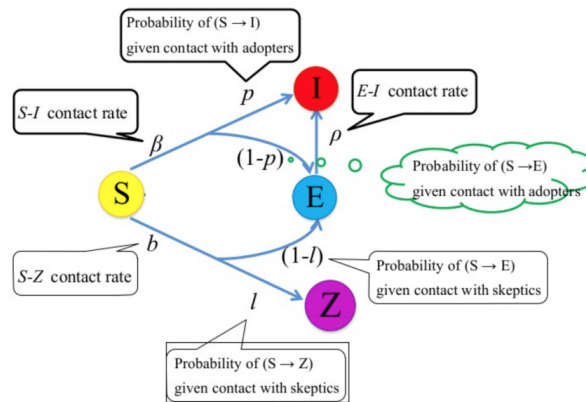 Probability of (S → I)
given contact with adopters
I
S-I contact rate
p
E-I contact rate
β
ρ
(1-p)
Probability of (S →E)
given contact with adopters
S
E
b
(1-l)
S-Z contact rate
Probability of (S → E)
given contact with skeptics
l
Z
Probability of (S → Z)
given contact with skeptics